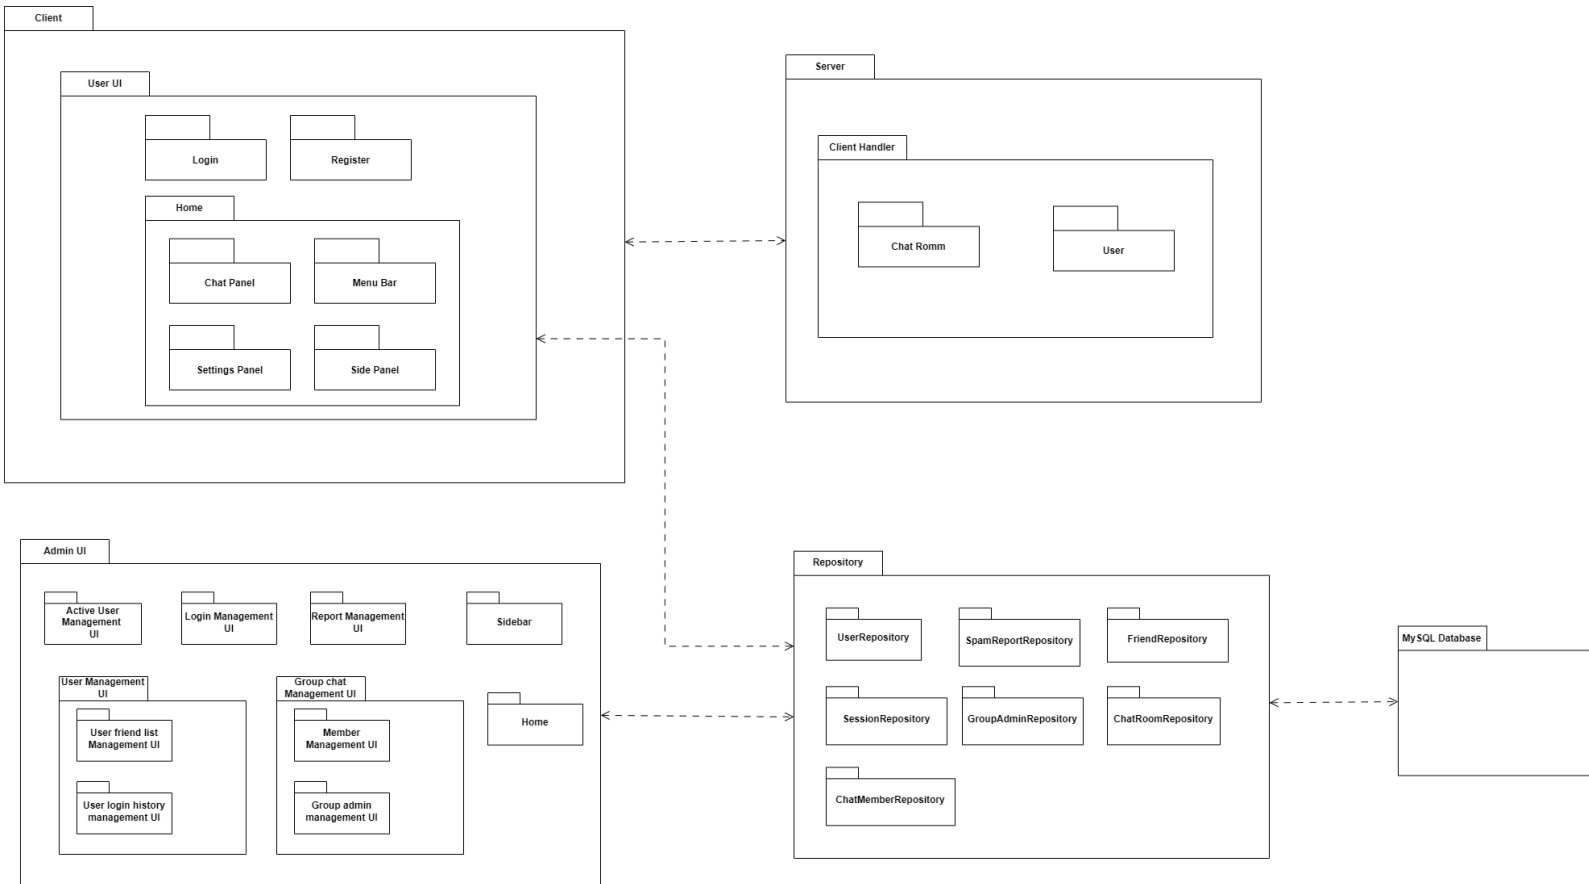 Client
User UI
Login
Register
Home
Chat Panel
Menu Bar
Settings Panel
Side Panel
Server
Client Handler
Chat Romm
User
Admin UI
Active User
Management
UI
Login Management
UI
Report Management
UI
Sidebar
User Management
UI
User friend list
Management UI
User login history
management UI
Group chat
Management UI
Member
Management UI
Group admin
management UI
Home
Repository
UserRepository
SpamReportRepository
FriendRepository
SessionRepository
GroupAdminRepository
ChatRoomRepository
ChatMemberRepository
MySQL Database